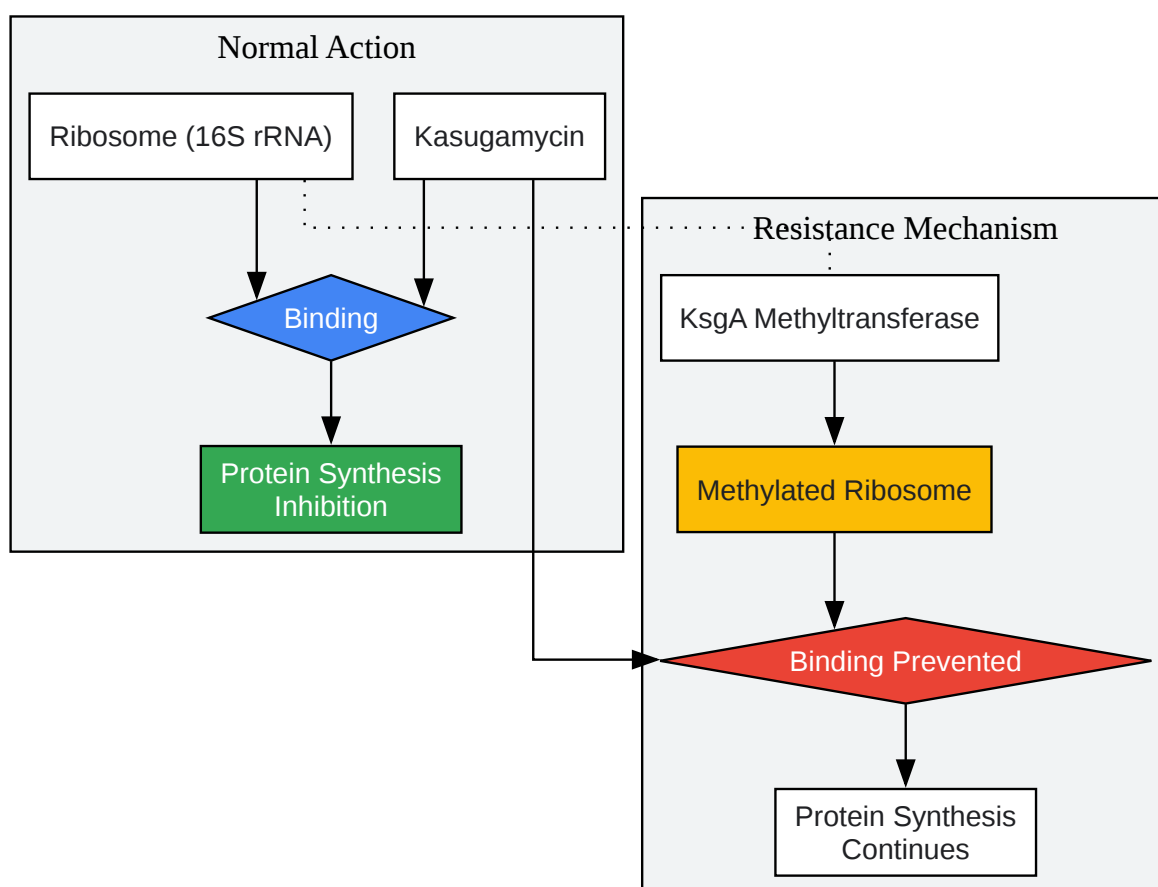 Normal Action
Ribosome (16S rRNA)
Kasugamycin
Binding
Protein Synthesis
Inhibition
Resistance Mechanism
KsgA Methyltransferase
Methylated Ribosome
Binding Prevented
Protein Synthesis
Continues